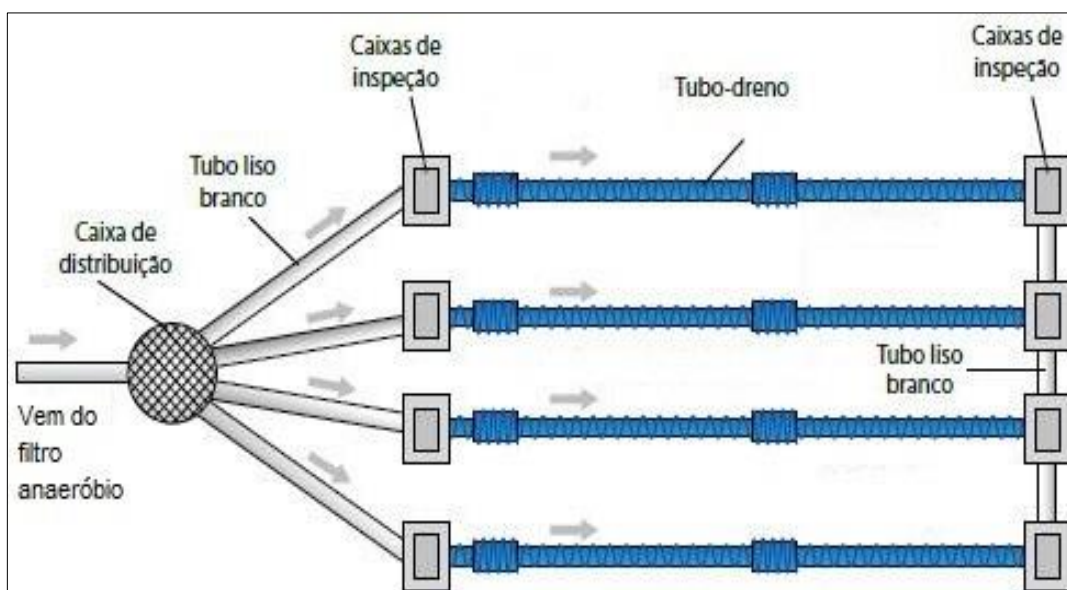 Caixas de
inspeção
Caixas de
inspeção
Tubo-dreno
Tubo liso
branco
Caixa de
distribuição
Tubo liso
branco
Vem do
filtro
anaeróbio